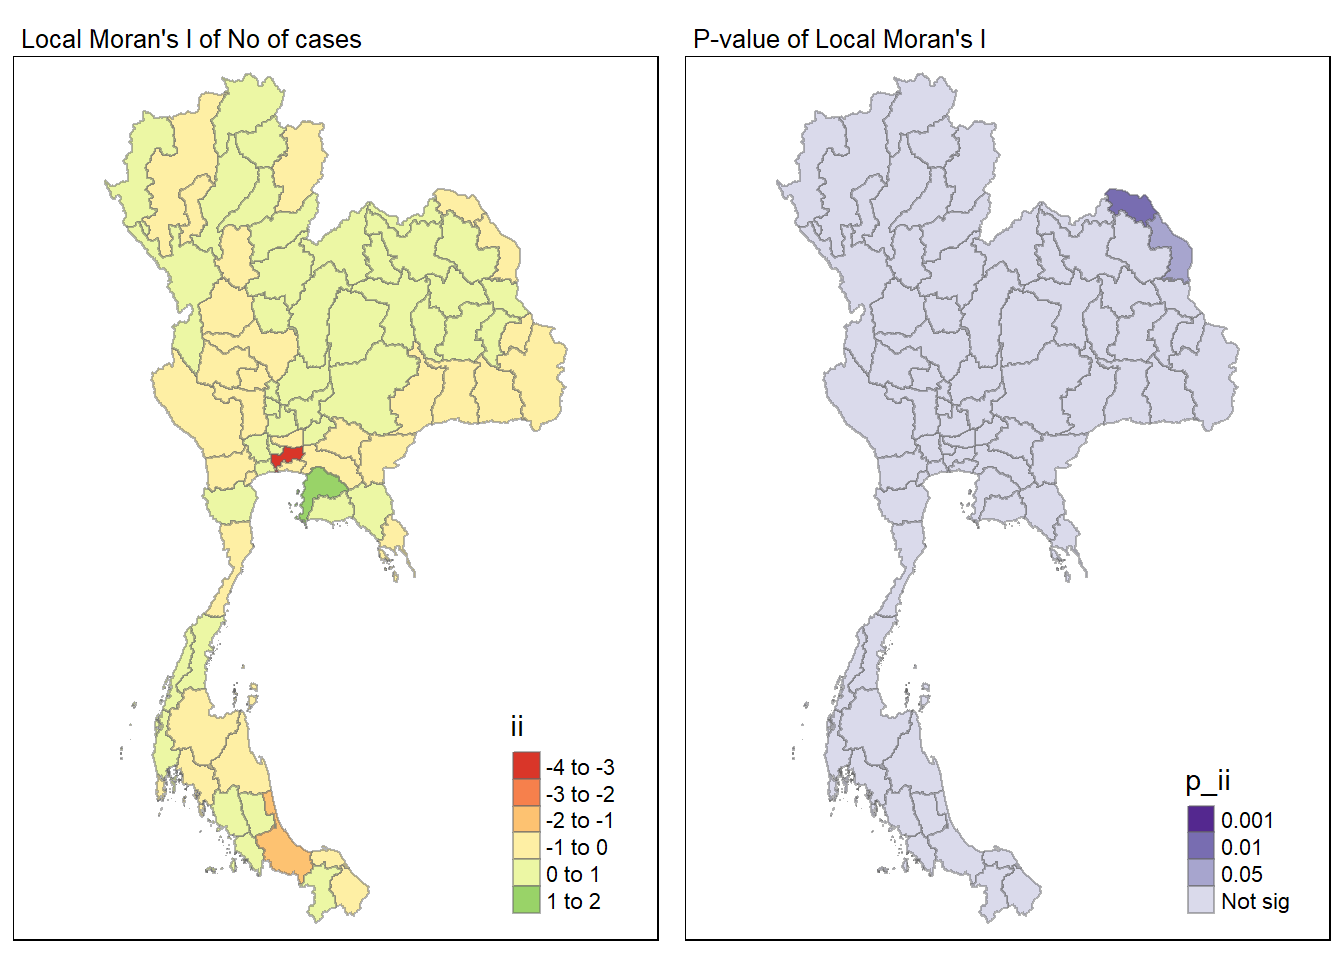 Local Moran's I of No of cases
P-value of Local Moran's I
ii
-4 to -3
-3 to -2
-2 to -1
-1 to 0
0 to 1
1 to 2
p_ii
0.001
0.01
0.05
Not sig